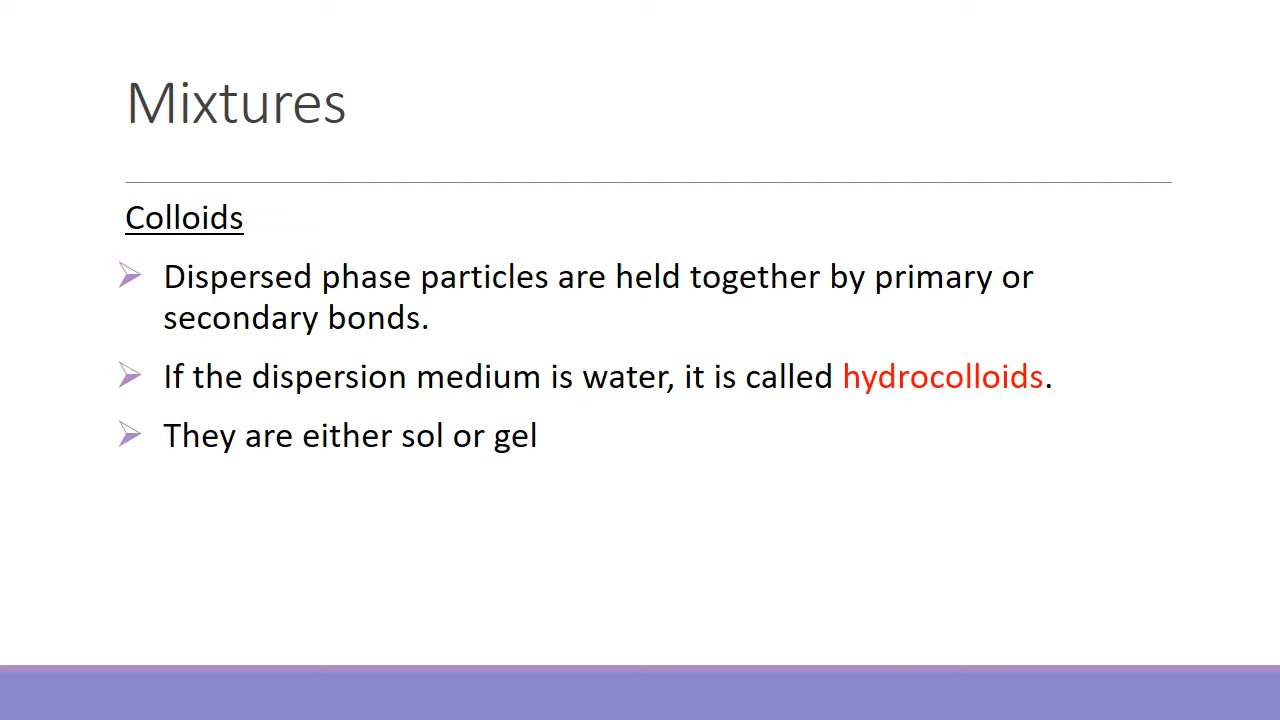 Mixtures
Colloids
Dispersed phase particles are held together by primary or
secondary bonds.
If the dispersion medium is water, it is called hydrocolloids.
They are either sol or gel